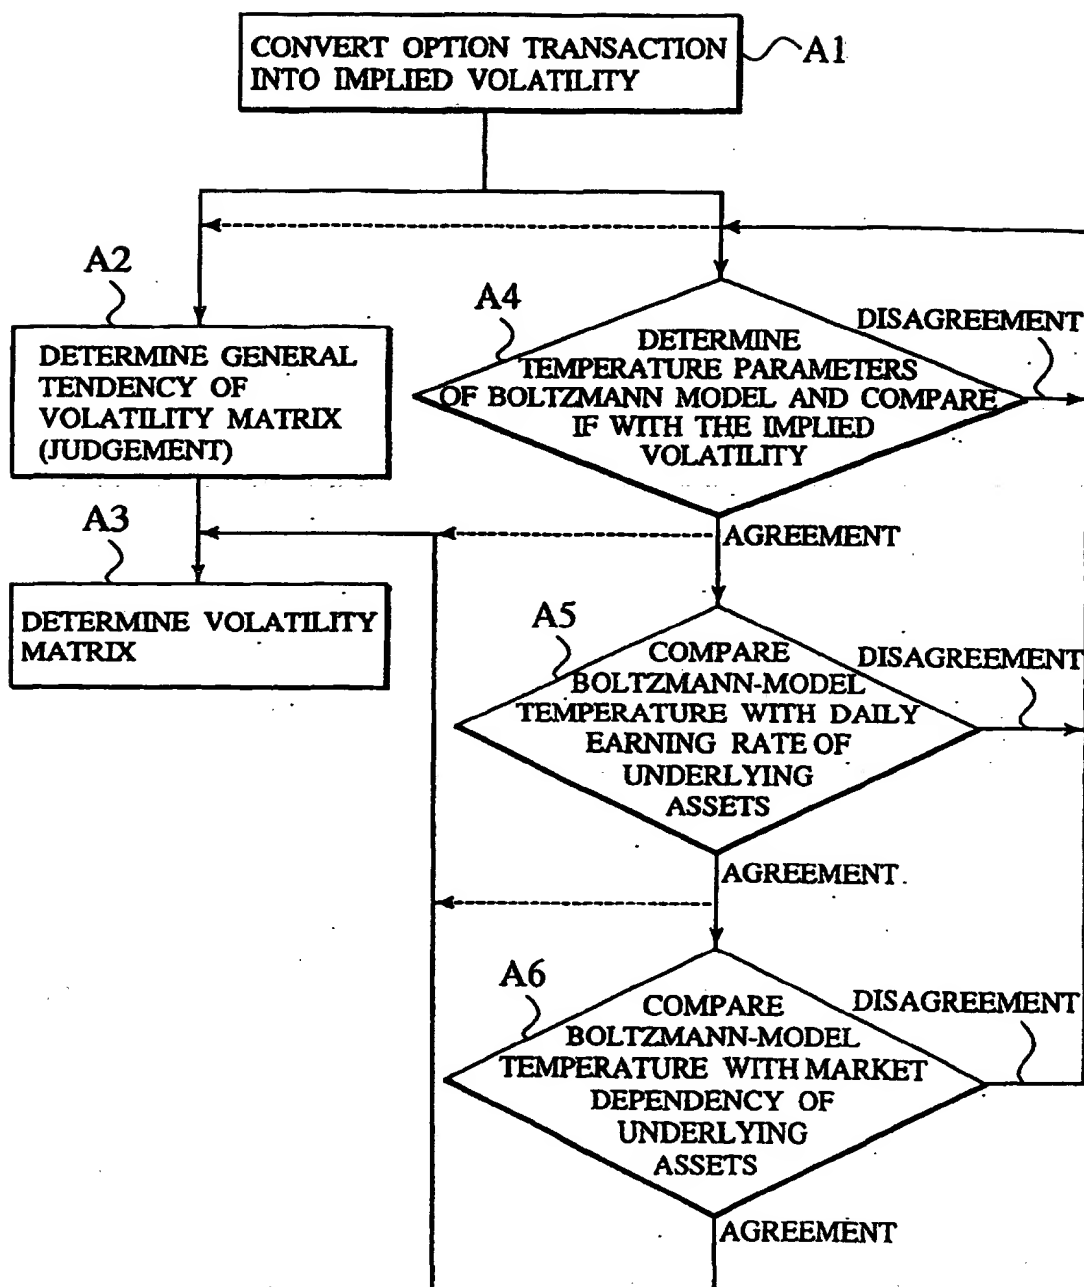 CONVERT OPTION TRANSACTION
INTO IMPLIED VOLATILITY
A1
A2
DETERMINE GENERAL
TENDENCY OF
VOLATILITY MATRIX
(JUDGEMENT)
A3
DETERMINE VOLATILITY
MATRIX
A4
DISAGREEMENT
DETERMINE
TEMPERATURE PARAMETERS
OF BOLTZMANN MODEL AND COMPARE
IF WITH THE IMPLIED
VOLATILITY
AGREEMENT
A5
DISAGREEMENT
COMPARE
BOLTZMANN-MODEL
TEMPERATURE WITH DAILY
EARNING RATE OF
UNDERLYING
ASSETS
AGREEMENT
A6
DISAGREEMENT
COMPARE
BOLTZMANN-MODEL
TEMPERATURE WITH MARKET
DEPENDENCY OF
UNDERLYING
ASSETS
AGREEMENT